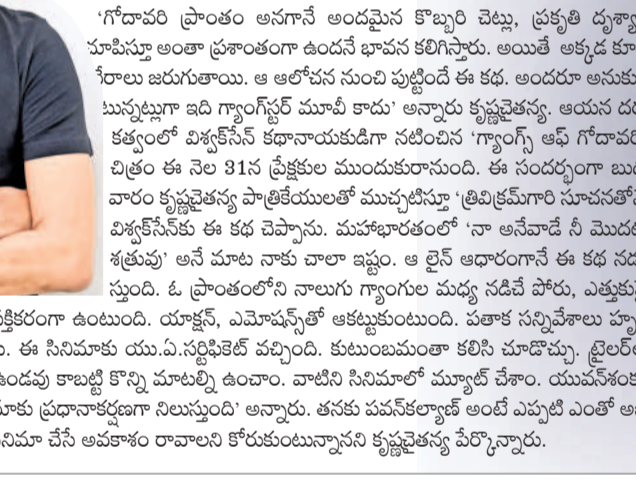 ‘గోదావరి ప్రాంతం అనగానే అందమైన కొబ్బరి చెట్లు, ప్రకృతి దృశ్యా
చూపిస్తూ అంతా ప్రశాంతంగా ఉందనే భావన కలిగిస్తారు. అయితే అక్కడ కూ
నేరాలు జరుగుతాయి. ఆ ఆలోచన నుంచి పుట్టిందే ఈ కథ. అందరూ అనుకు
టున్నట్లుగా ఇది గ్యాంగ్‌స్టర్ మూవీ కాదు’ అన్నారు కృష్ణచైతన్య. ఆయన దర
కత్వంలో విశ్వక్‌సేన్ కథానాయకుడిగా నటించిన ‘గ్యాంగ్స్ ఆఫ్ గోదావరి
చిత్రం ఈ నెల 31న ప్రేక్షకుల ముందుకురానుంది. ఈ సందర్భంగా బుధ
వారం కృష్ణచైతన్య పాత్రికేయులతో ముచ్చటిస్తూ ‘త్రివిక్రమ్‌గారి సూచనతోనే
విశ్వక్‌సేన్‌కు ఈ కథ చెప్పాను. మహాభారతంలో ‘నా అనేవాడే నీ మొదటి
శత్రువు’ అనే మాట నాకు చాలా ఇష్టం. ఆ లైన్ ఆధారంగానే ఈ కథ నడు
స్తుంది. ఓ ప్రాంతంలోని నాలుగు గ్యాంగుల మధ్య నడిచే పోరు, ఎత్తుకు
క్తికరంగా ఉంటుంది. యాక్షన్, ఎమోషన్స్‌తో ఆకట్టుకుంటుంది. పతాక సన్నివేశాలు హృ
ఈ సినిమాకు యు.ఏ.సర్టిఫికెట్ వచ్చింది. కుటుంబమంతా కలిసి చూడొచ్చు. ట్రైలర్‌ల
ఉండవు కాబట్టి కొన్ని మాటల్ని ఉంచాం. వాటిని సినిమాలో మ్యూట్ చేశాం. యువన్‌శంక
మాకు ప్రధానాకర్షణగా నిలుస్తుంది’ అన్నారు. తనకు పవన్‌కల్యాణ్ అంటే ఎప్పటి ఎంతో అ
నిమా చేసే అవకాశం రావాలని కోరుకుంటున్నానని కృష్ణచైతన్య పేర్కొన్నారు.